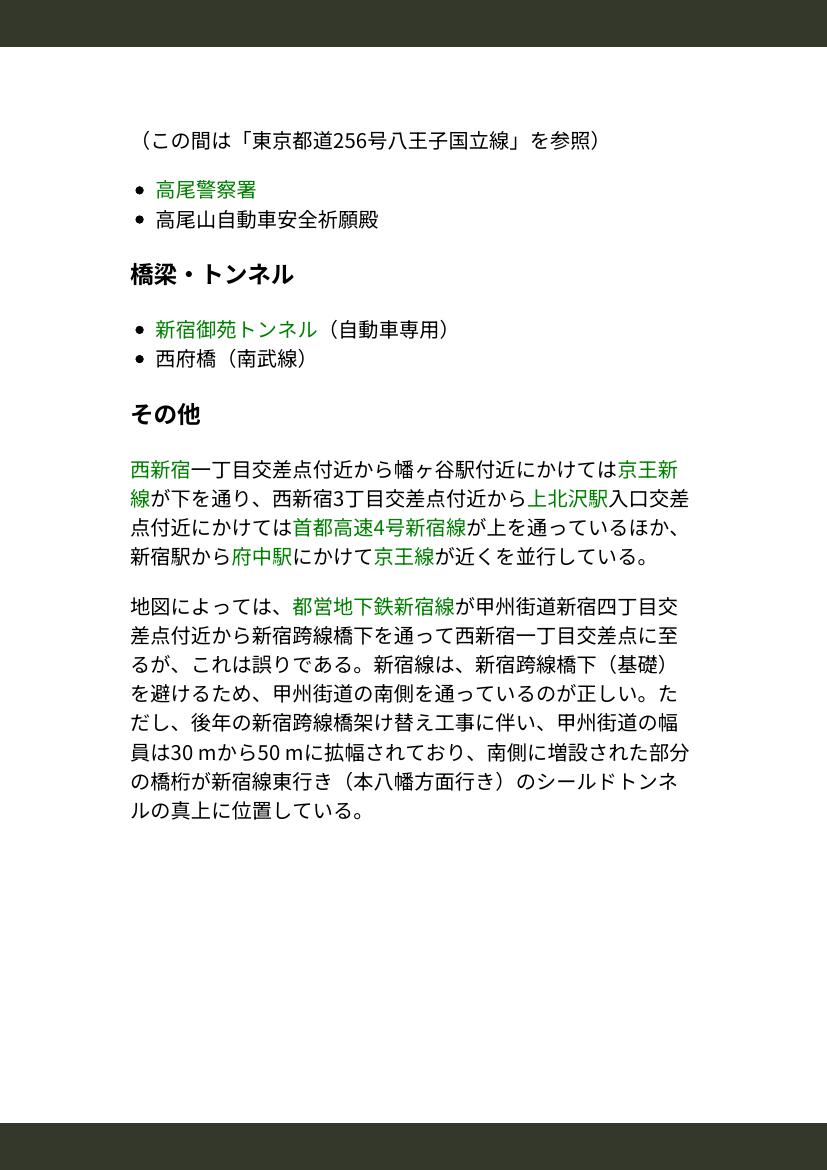 （この間は「東京都道256号八王子国立線」を参照）
• 高尾警察署
• 高尾山自動車安全祈願殿
橋梁・トンネル
• 新宿御苑トンネル（自動車専用）
• 西府橋（南武線）
その他
西新宿一丁目交差点付近から幡ヶ谷駅付近にかけては京王新
線が下を通り、西新宿3丁目交差点付近から上北沢駅入口交差
点付近にかけては首都高速4号新宿線が上を通っているほか、
新宿駅から府中駅にかけて京王線が近くを並行している。
地図によっては、都営地下鉄新宿線が甲州街道新宿四丁目交
差点付近から新宿跨線橋下を通って西新宿一丁目交差点に至
るが、これは誤りである。新宿線は、新宿跨線橋下（基礎）
を避けるため、甲州街道の南側を通っているのが正しい。た
だし、後年の新宿跨線橋架け替え工事に伴い、甲州街道の幅
員は30 mから50 mに拡幅されており、南側に増設された部分
の橋桁が新宿線東行き（本八幡方面行き）のシールドトンネ
ルの真上に位置している。